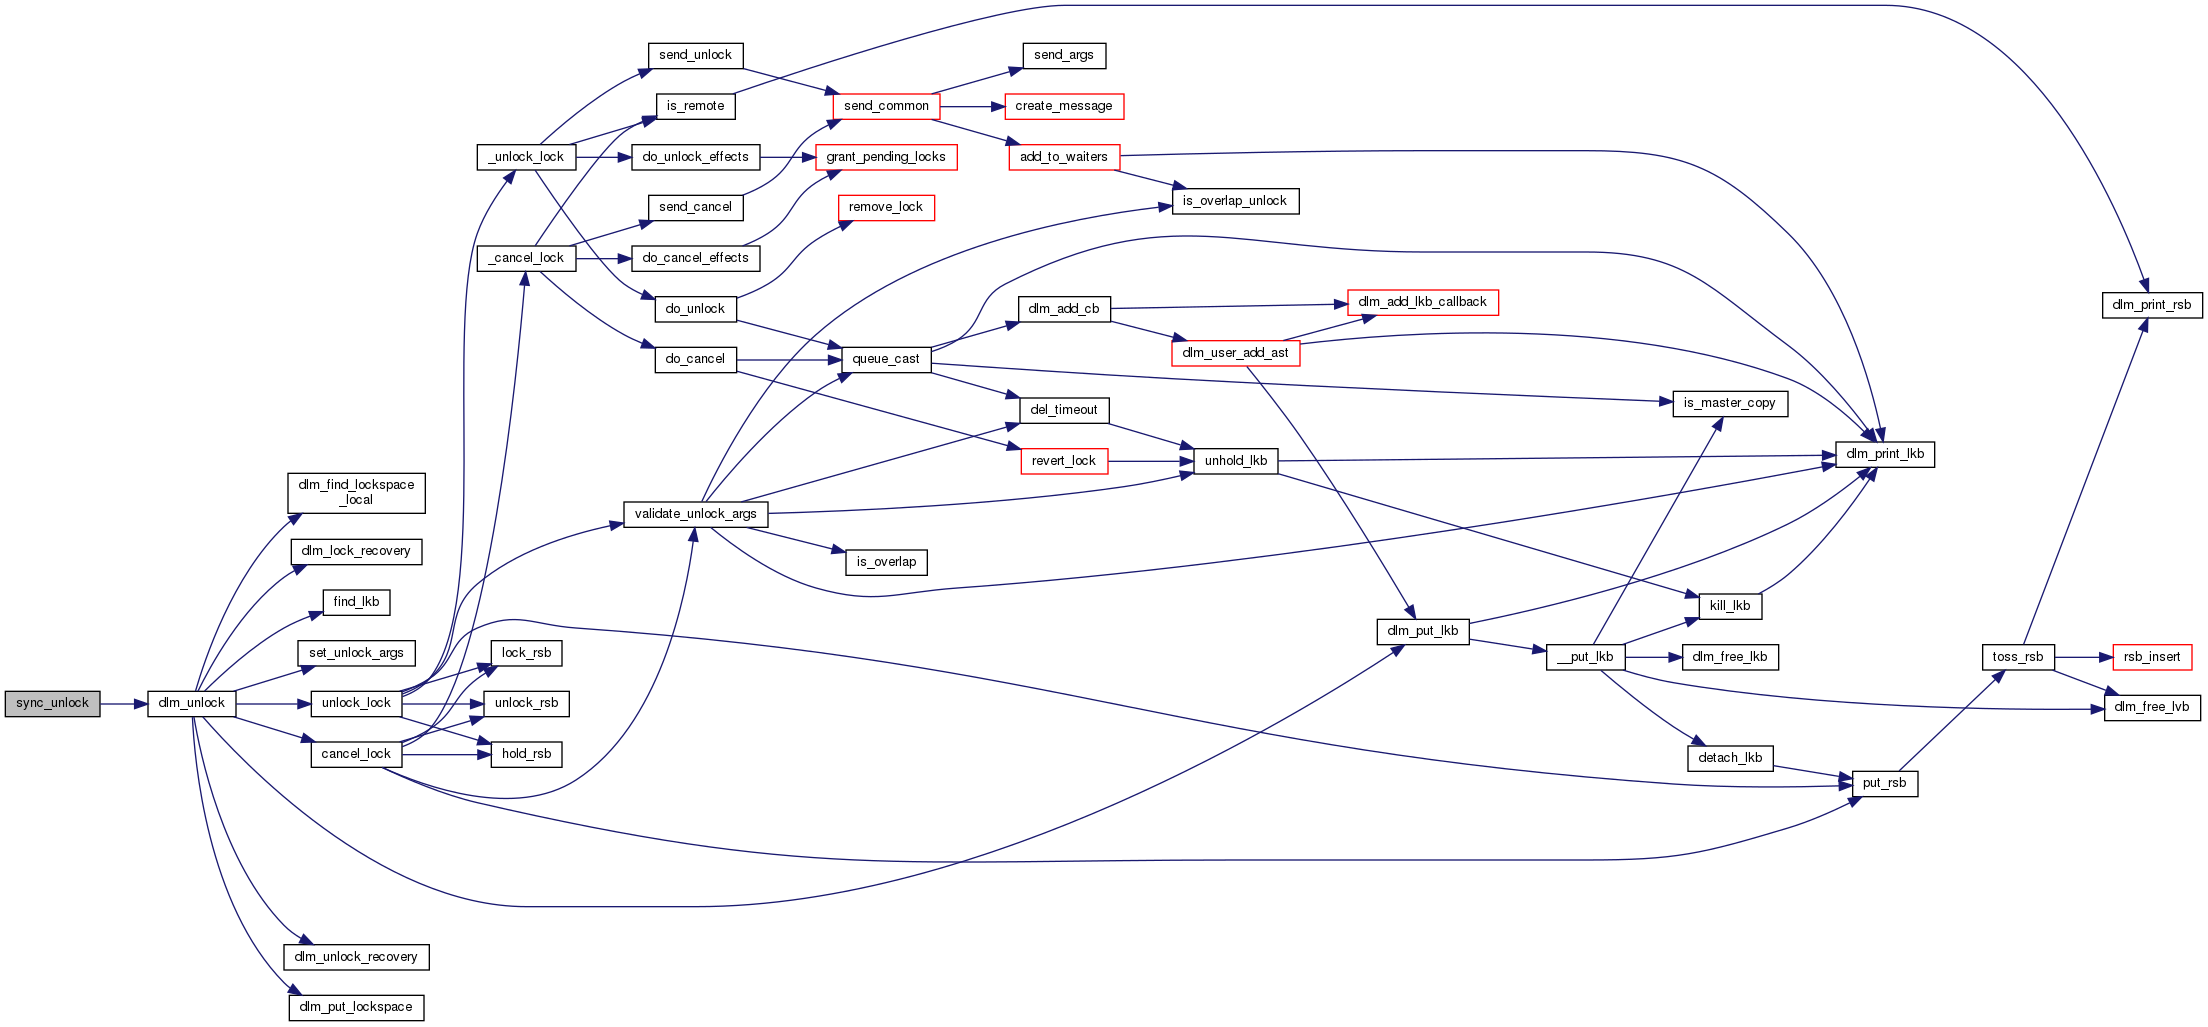 sync_unlock
dlm_unlock
dlm_find_lockspace
_local
dlm_lock_recovery
find_lkb
set_unlock_args
unlock_lock
cancel_lock
dlm_unlock_recovery
dlm_put_lockspace
_unlock_lock
_cancel_lock
lock_rsb
unlock_rsb
hold_rsb
send_unlock
is_remote
do_unlock_effects
send_cancel
do_cancel_effects
do_unlock
do_cancel
validate_unlock_args
send_common
grant_pending_locks
remove_lock
queue_cast
is_overlap
send_args
create_message
add_to_waiters
dlm_add_cb
del_timeout
revert_lock
is_overlap_unlock
dlm_user_add_ast
unhold_lkb
dlm_add_lkb_callback
dlm_put_lkb
__put_lkb
is_master_copy
kill_lkb
dlm_free_lkb
detach_lkb
dlm_print_lkb
put_rsb
toss_rsb
dlm_print_rsb
rsb_insert
dlm_free_lvb